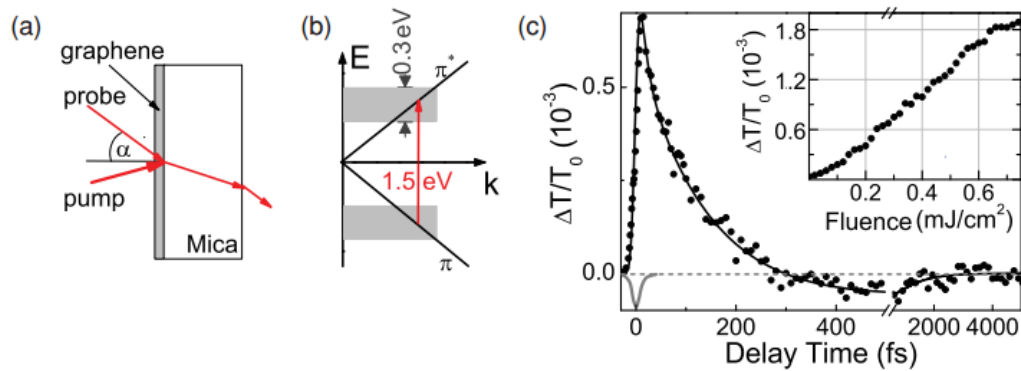 (a)
graphene
probe
α
pump
Mica
(b)
E
0.3 eV
π*
k
1.5 eV
π
(c)
ΔT/T₀ (10⁻³)
0.5
0.0
0
200
400
2000
4000
Delay Time (fs)
ΔT/T₀ (10⁻³)
1.8
1.2
0.6
0.2
0.4
0.6
Fluence (mJ/cm²)